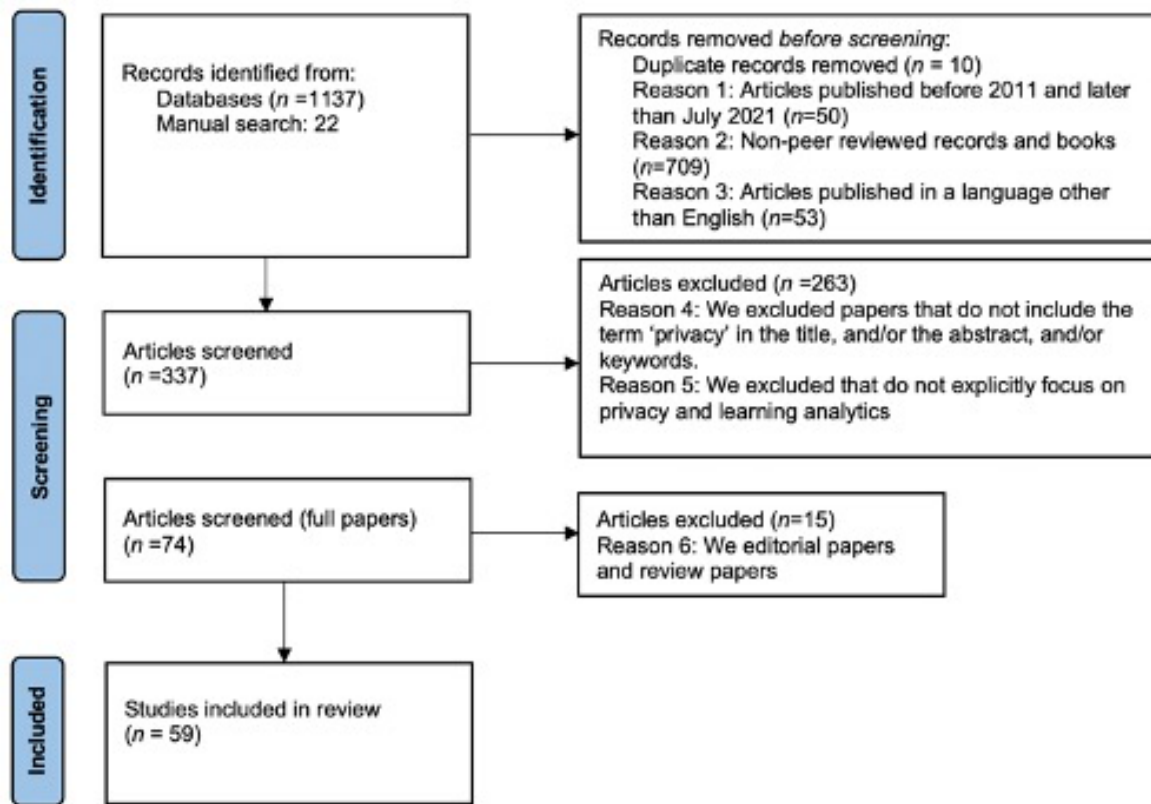 Identification
Records identified from:
Databases (n =1137)
Manual search: 22
Records removed before screening:
Duplicate records removed (n = 10)
Reason 1: Articles published before 2011 and later
than July 2021 (n=50)
Reason 2: Non-peer reviewed records and books
(n=709)
Reason 3: Articles published in a language other
than English (n=53)
Screening
Articles screened
(n =337)
Articles excluded (n =263)
Reason 4: We excluded papers that do not include the
term ‘privacy’ in the title, and/or the abstract, and/or
keywords.
Reason 5: We excluded that do not explicitly focus on
privacy and learning analytics
Articles screened (full papers)
(n =74)
Articles excluded (n=15)
Reason 6: We editorial papers
and review papers
Included
Studies included in review
(n = 59)